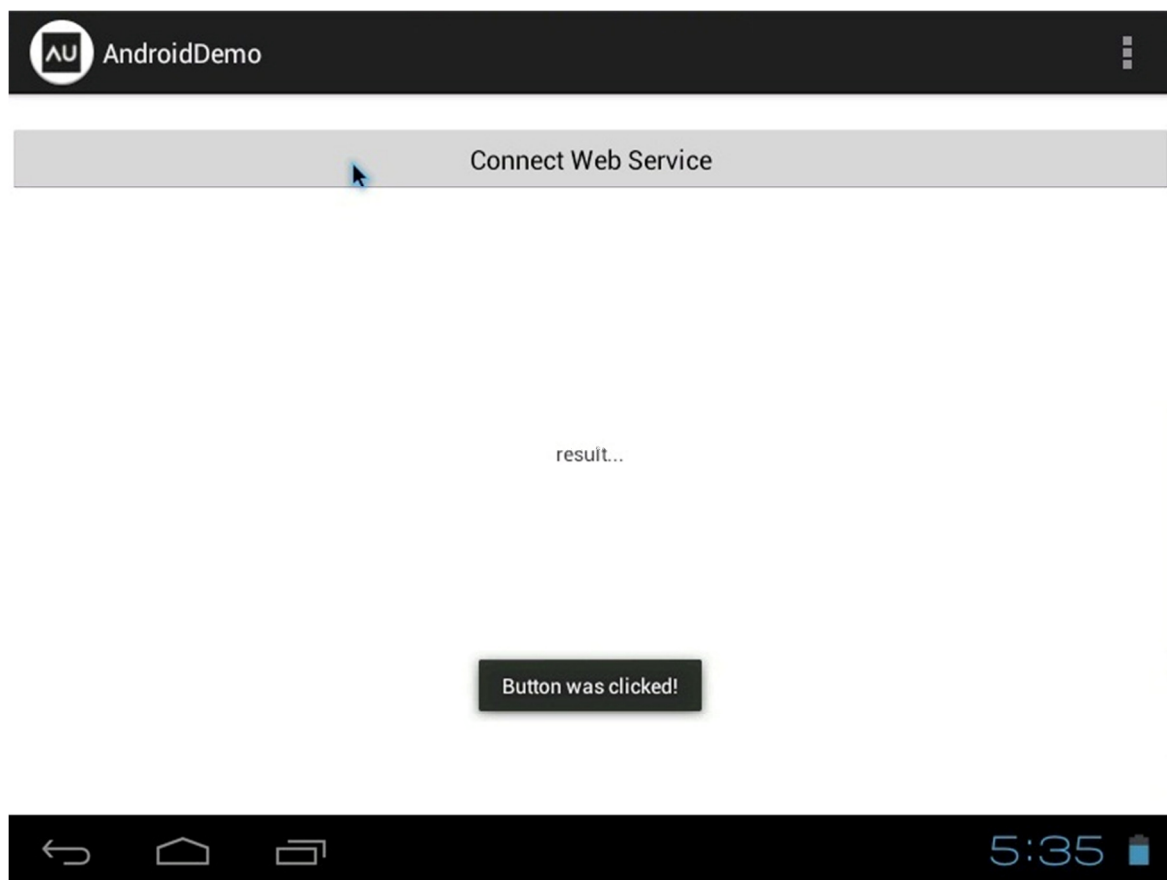 AU AndroidDemo
Connect Web Service
result...
Button was clicked!
5:35